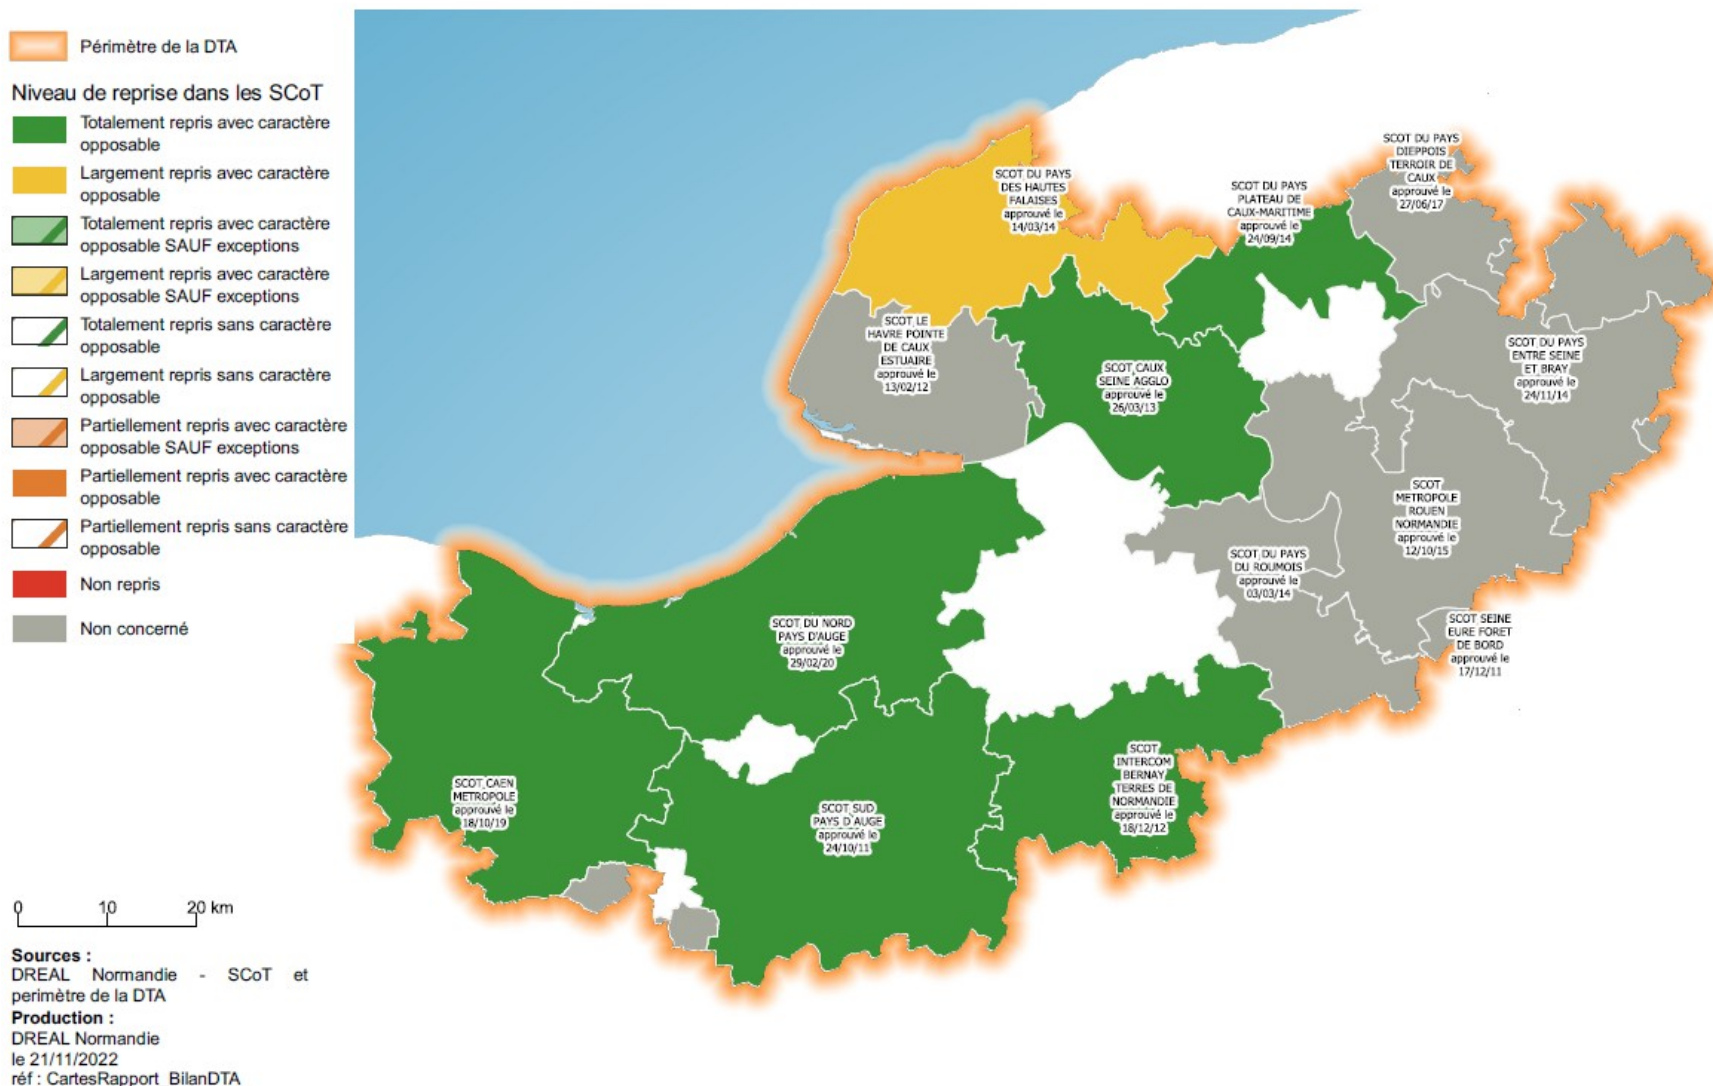 Périmètre de la DTA
Niveau de reprise dans les SCoT
Totalement repris avec caractère
opposable
Largement repris avec caractère
opposable
Totalement repris avec caractère
opposable SAUF exceptions
Largement repris avec caractère
opposable SAUF exceptions
Totalement repris sans caractère
opposable
Largement repris sans caractère
opposable
Partiellement repris avec caractère
opposable SAUF exceptions
Partiellement repris avec caractère
opposable
Partiellement repris sans caractère
opposable
Non repris
Non concerné
0 10 20 km
Sources :
DREAL Normandie - SCoT et
perimètre de la DTA
Production :
DREAL Normandie
le 21/11/2022
réf : CartesRapport_BilanDTA
SCOT DU PAYS
DES HAUTES
FALAISES
approuvé le
14/03/14
SCOT DU PAYS
PLATEAU DE
CAUX-MARITIME
approuvé le
24/09/14
SCOT DU PAYS
DIEPPOIS
TERROIR DE
CAUX
approuvé le
27/06/17
SCOT LE
HAVRE POINTE
DE CAUX
ESTUAIRE
approuvé le
13/02/12
SCOT CAUX
SEINE AGGLO
approuvé le
26/03/13
SCOT DU PAYS
ENTRE SEINE
ET BRAY
approuvé le
24/11/14
SCOT
METROPOLE
ROUEN
NORMANDIE
approuvé le
12/10/15
SCOT DU PAYS
DU ROUMOIS
approuvé le
03/03/14
SCOT SEINE
EURE FORET
DE BORD
approuvé le
17/12/11
SCOT DU NORD
PAYS D'AUGE
approuvé le
29/02/20
SCOT CAEN
METROPOLE
approuvé le
18/10/19
SCOT SUD
PAYS D'AUGE
approuvé le
24/10/11
SCOT
INTERCOM
BERNAY
TERRES DE
NORMANDIE
approuvé le
18/12/12